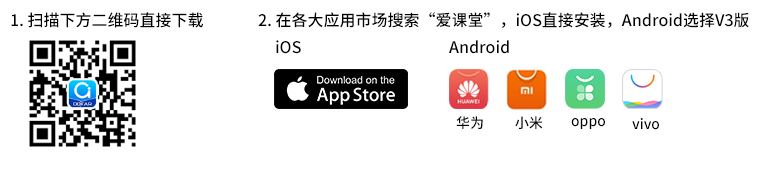 1. 扫描下方二维码直接下载
2. 在各大应用市场搜索“爱课堂”，iOS直接安装，Android选择V3版
iOS
Android
Download on the
App Store
HUAWEI
mi
华为
小米
oppo
vivo